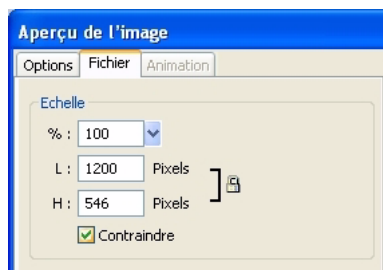 Aperçu de l'image
Options Fichier Animation
Echelle
% : 100
L : 1200 Pixels
H : 546 Pixels
Contraindre